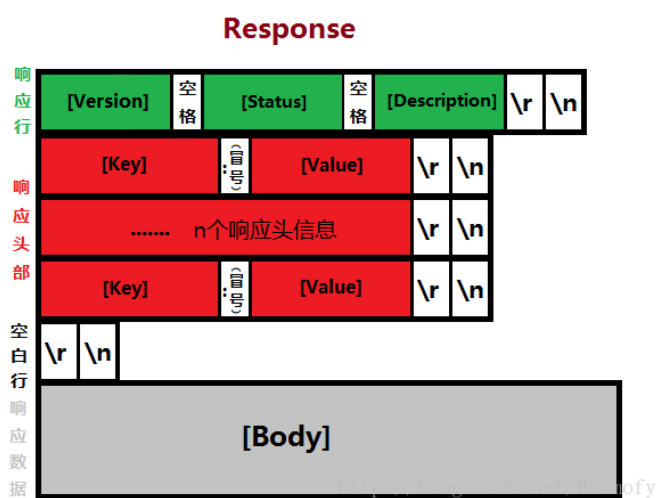 Response
响应行 [Version] 空格 [Status] 空格 [Description] \r \n
响应头部 [Key] :(冒号) [Value] \r \n
....... n个响应头信息 \r \n
[Key] :(冒号) [Value] \r \n
空白行 \r \n
响应数据 [Body]